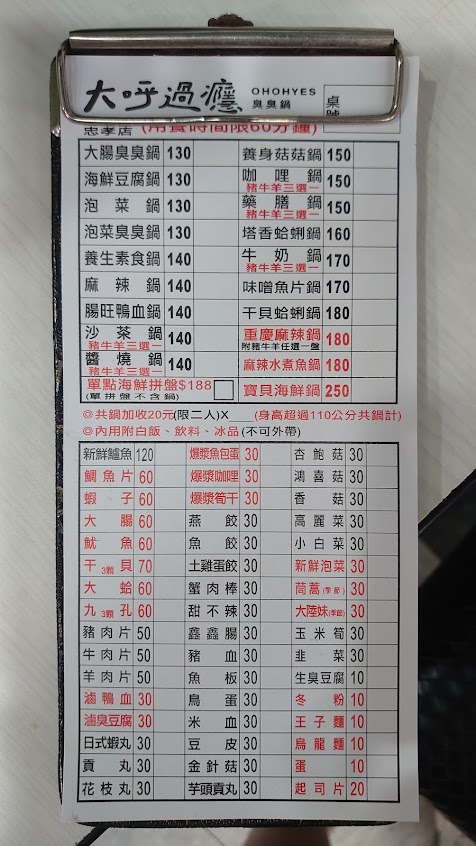 大呼過癮 OHOHYES 臭臭鍋 桌號
忠孝店 (用餐時間限60分鐘)
大腸臭臭鍋 130 養身菇菇鍋 150
海鮮豆腐鍋 130 咖哩鍋 豬牛羊三選一 150
泡菜鍋 130 藥膳鍋 豬牛羊三選一 150
泡菜臭臭鍋 130 塔香蛤蜊鍋 160
養生素食鍋 140 牛奶鍋 豬牛羊三選一 170
麻辣鍋 140 味噌魚片鍋 170
腸旺鴨血鍋 140 干貝蛤蜊鍋 180
沙茶鍋 豬牛羊三選一 140 重慶麻辣鍋 附豬牛羊任選一盤 180
醬燒鍋 豬牛羊三選一 140 麻辣水煮魚鍋 180
單點海鮮拼盤$188 (單拼盤不含鍋) 寶貝海鮮鍋 250
◎共鍋加收20元(限二人)X (身高超過110公分共鍋計)
◎內用附白飯、飲料、冰品(不可外帶)
新鮮鱸魚 120 爆漿魚包蛋 30 杏鮑菇 30
鯛魚片 60 爆漿咖哩 30 鴻喜菇 30
蝦子 60 爆漿筍干 30 香菇 30
大腸 60 燕餃 30 高麗菜 30
魷魚 60 魚餃 30 小白菜 30
干3顆貝 70 土雞蛋餃 30 新鮮泡菜 30
大蛤 60 蟹肉棒 30 茼蒿(季節) 30
九3顆孔 60 甜不辣 30 大陸妹(季節) 30
豬肉片 50 鑫鑫腸 30 玉米筍 30
牛肉片 50 豬血 30 韭菜 30
羊肉片 50 魚板 30 生臭豆腐 10
滷鴨血 30 鳥蛋 30 冬粉 10
滷臭豆腐 30 米血 30 王子麵 10
日式蝦丸 30 豆皮 30 烏龍麵 10
貢丸 30 金針菇 30 蛋 10
花枝丸 30 芋頭貢丸 30 起司片 20